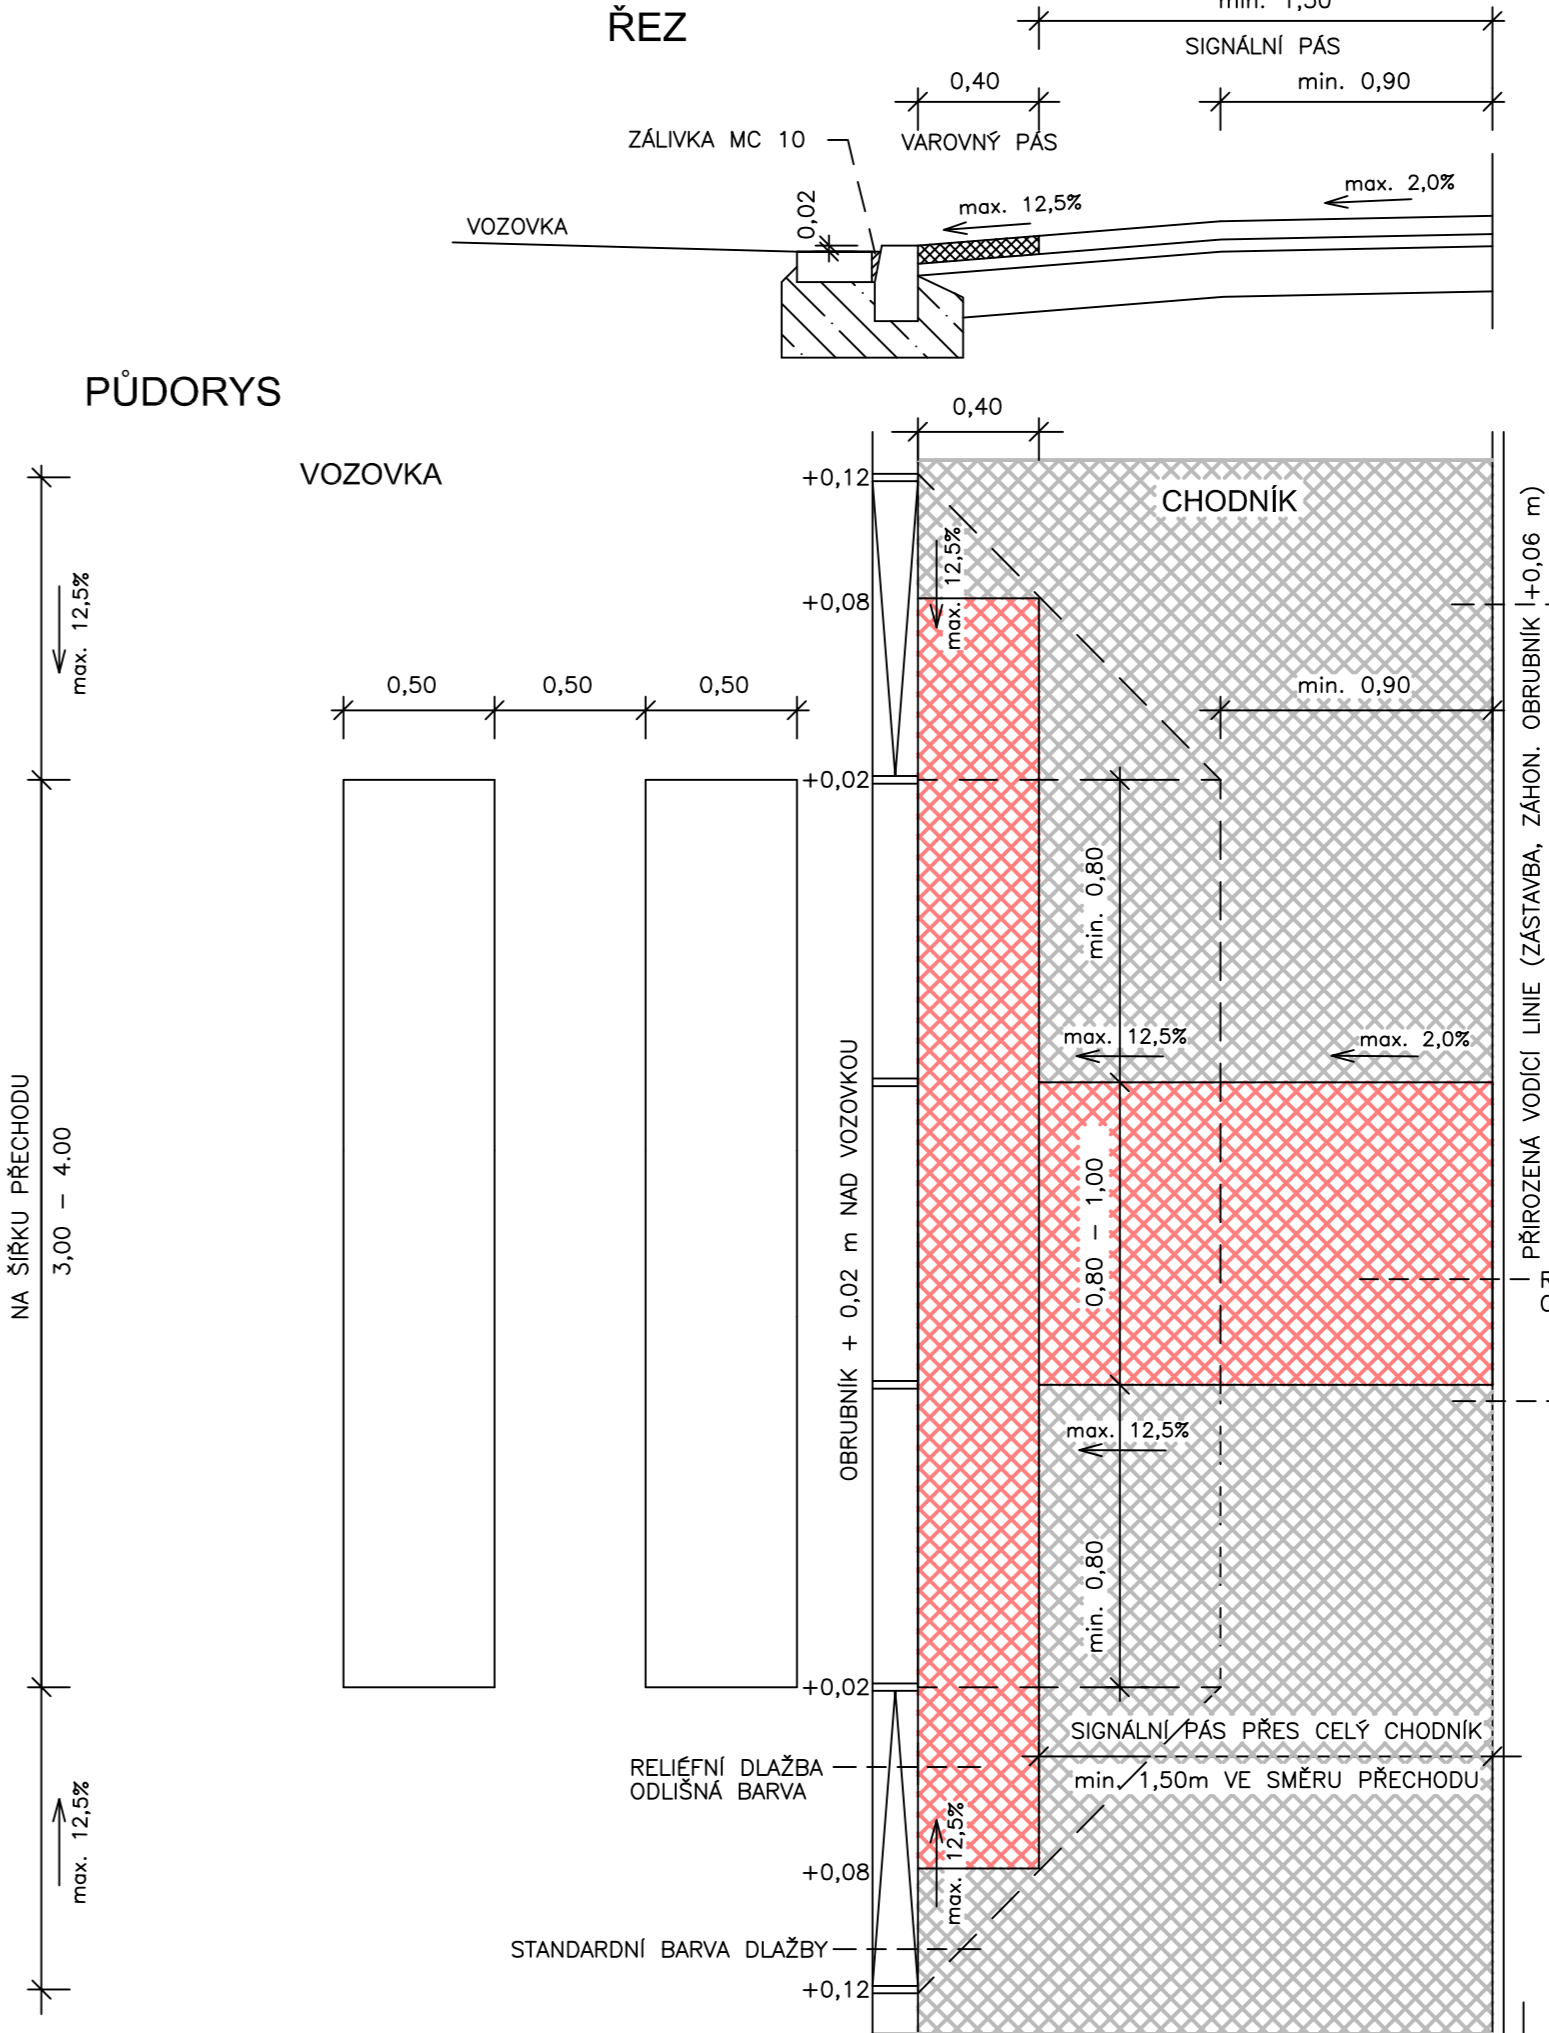 min. 1,50
ŘEZ
SIGNÁLNÍ PÁS
0,40
min. 0,90
ZÁLIVKA MC 10
VAROVNÝ PÁS
max. 2,0%
0,02
max. 12,5%
VOZOVKA
PŮDORYS
0,40
VOZOVKA
+0,12
CHODNÍK
max. 12,5%
max. 12,5%
+0,08
0,50
0,50
0,50
min. 0,90
+0,02
min. 0,80
max. 12,5%
max. 2,0%
PŘIROZENÁ VODÍCÍ LINIE (ZÁSTAVBA, ZÁHON. OBRUBNÍK +0,06 m)
NA ŠÍŘKU PŘECHODU
3,00 – 4.00
OBRUBNÍK + 0,02 m NAD VOZOVKOU
0,80 – 1,00
max. 12,5%
min. 0,80
+0,02
SIGNÁLNÍ PÁS PŘES CELÝ CHODNÍK
min. 1,50m VE SMĚRU PŘECHODU
RELIÉFNÍ DLAŽBA
ODLIŠNÁ BARVA
max. 12,5%
max. 12,5%
+0,08
STANDARDNÍ BARVA DLAŽBY
+0,12